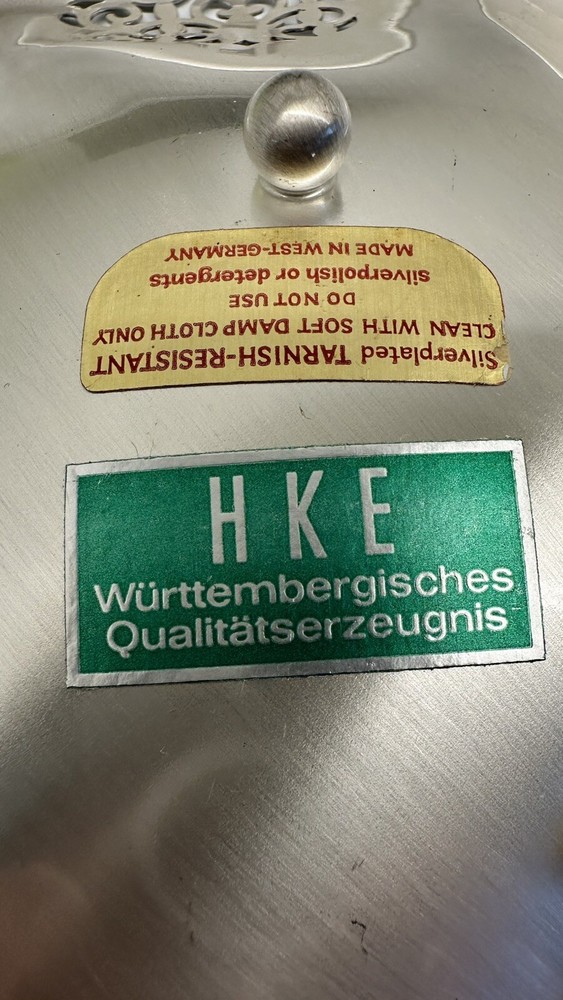 Silverplated TARNISH-RESISTANT
CLEAN WITH SOFT DAMP CLOTH ONLY
DO NOT USE
silverpolish or detergents
MADE IN WEST-GERMANY
HKE
Württembergisches
Qualitätserzeugnis